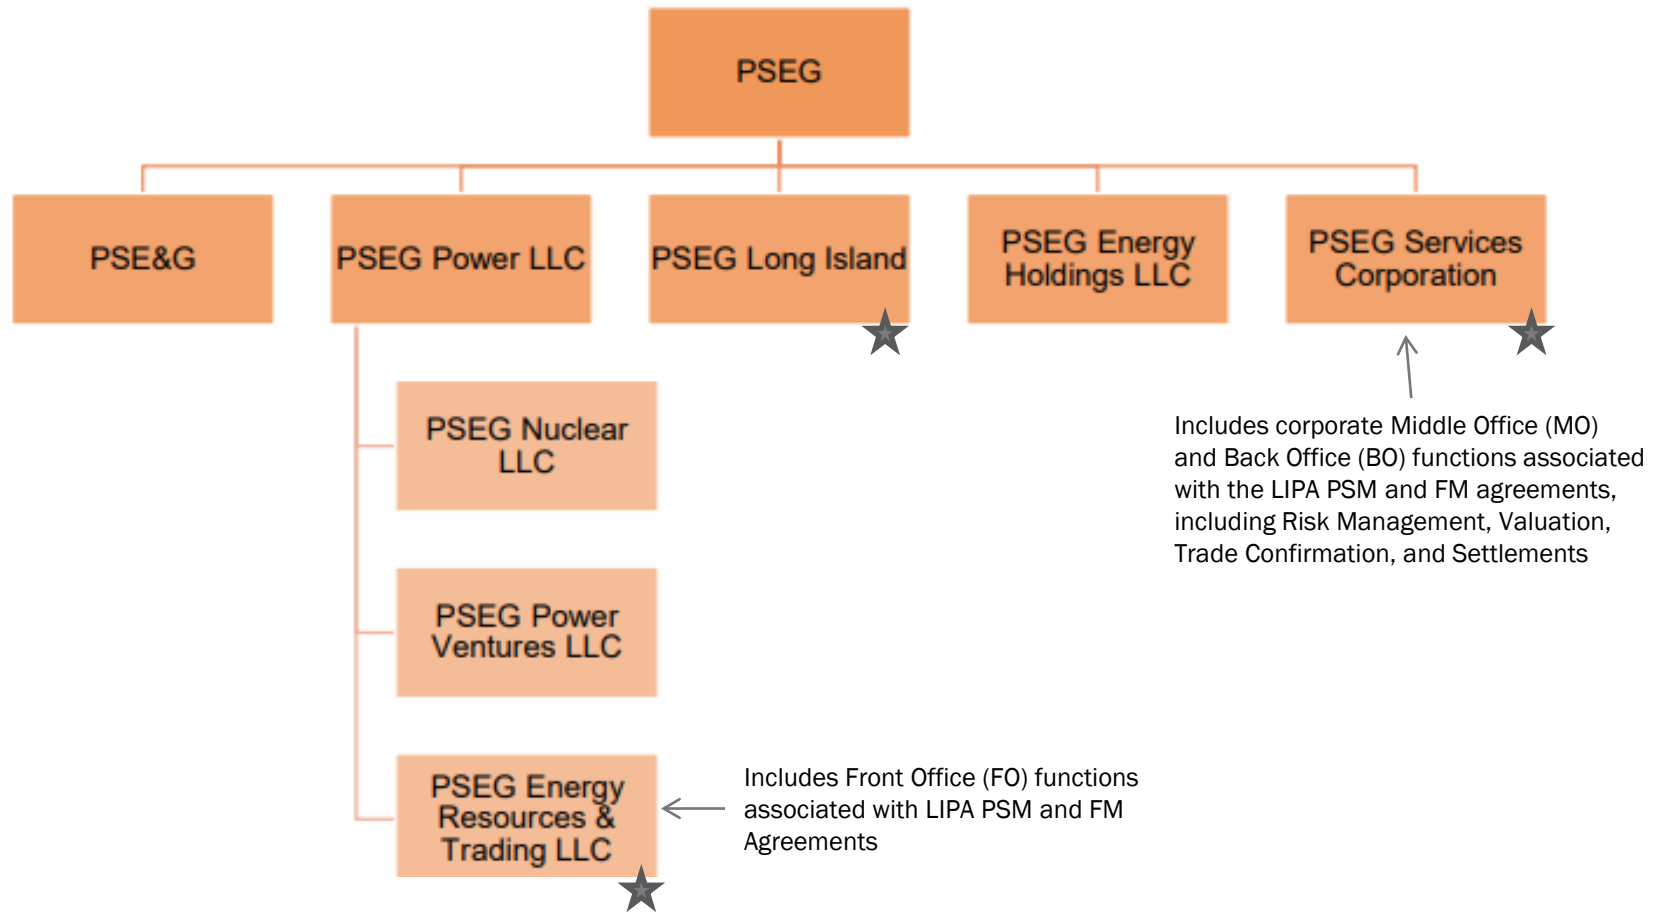 PSEG
PSE&G
PSEG Power LLC
PSEG Long Island
PSEG Energy
Holdings LLC
PSEG Services
Corporation
PSEG Nuclear
LLC
Includes corporate Middle Office (MO)
and Back Office (BO) functions associated
with the LIPA PSM and FM agreements,
including Risk Management, Valuation,
Trade Confirmation, and Settlements
PSEG Power
Ventures LLC
PSEG Energy
Resources &
Trading LLC
Includes Front Office (FO) functions
associated with LIPA PSM and FM
Agreements